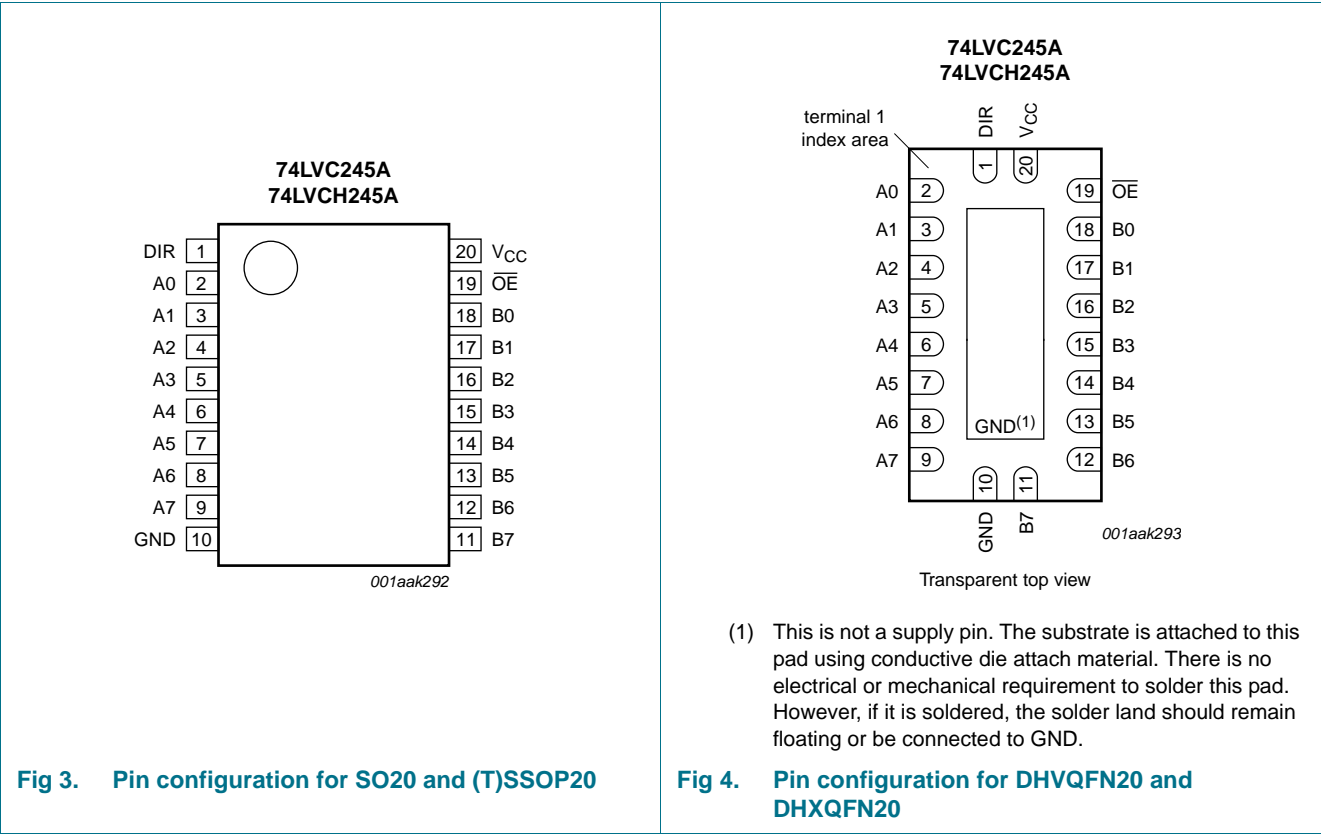 74LVC245A
74LVCH245A
DIR 1
A0 2
A1 3
A2 4
A3 5
A4 6
A5 7
A6 8
A7 9
GND 10
20 VCC
19 OE
18 B0
17 B1
16 B2
15 B3
14 B4
13 B5
12 B6
11 B7
001aak292
Fig 3. Pin configuration for SO20 and (T)SSOP20
74LVC245A
74LVCH245A
terminal 1
index area
DIR
VCC
1
20
A0 2
A1 3
A2 4
A3 5
A4 6
A5 7
A6 8
A7 9
19 OE
18 B0
17 B1
16 B2
15 B3
14 B4
13 B5
12 B6
GND(1)
10
11
GND
B7
001aak293
Transparent top view
(1) This is not a supply pin. The substrate is attached to this
pad using conductive die attach material. There is no
electrical or mechanical requirement to solder this pad.
However, if it is soldered, the solder land should remain
floating or be connected to GND.
Fig 4. Pin configuration for DHVQFN20 and
DHXQFN20